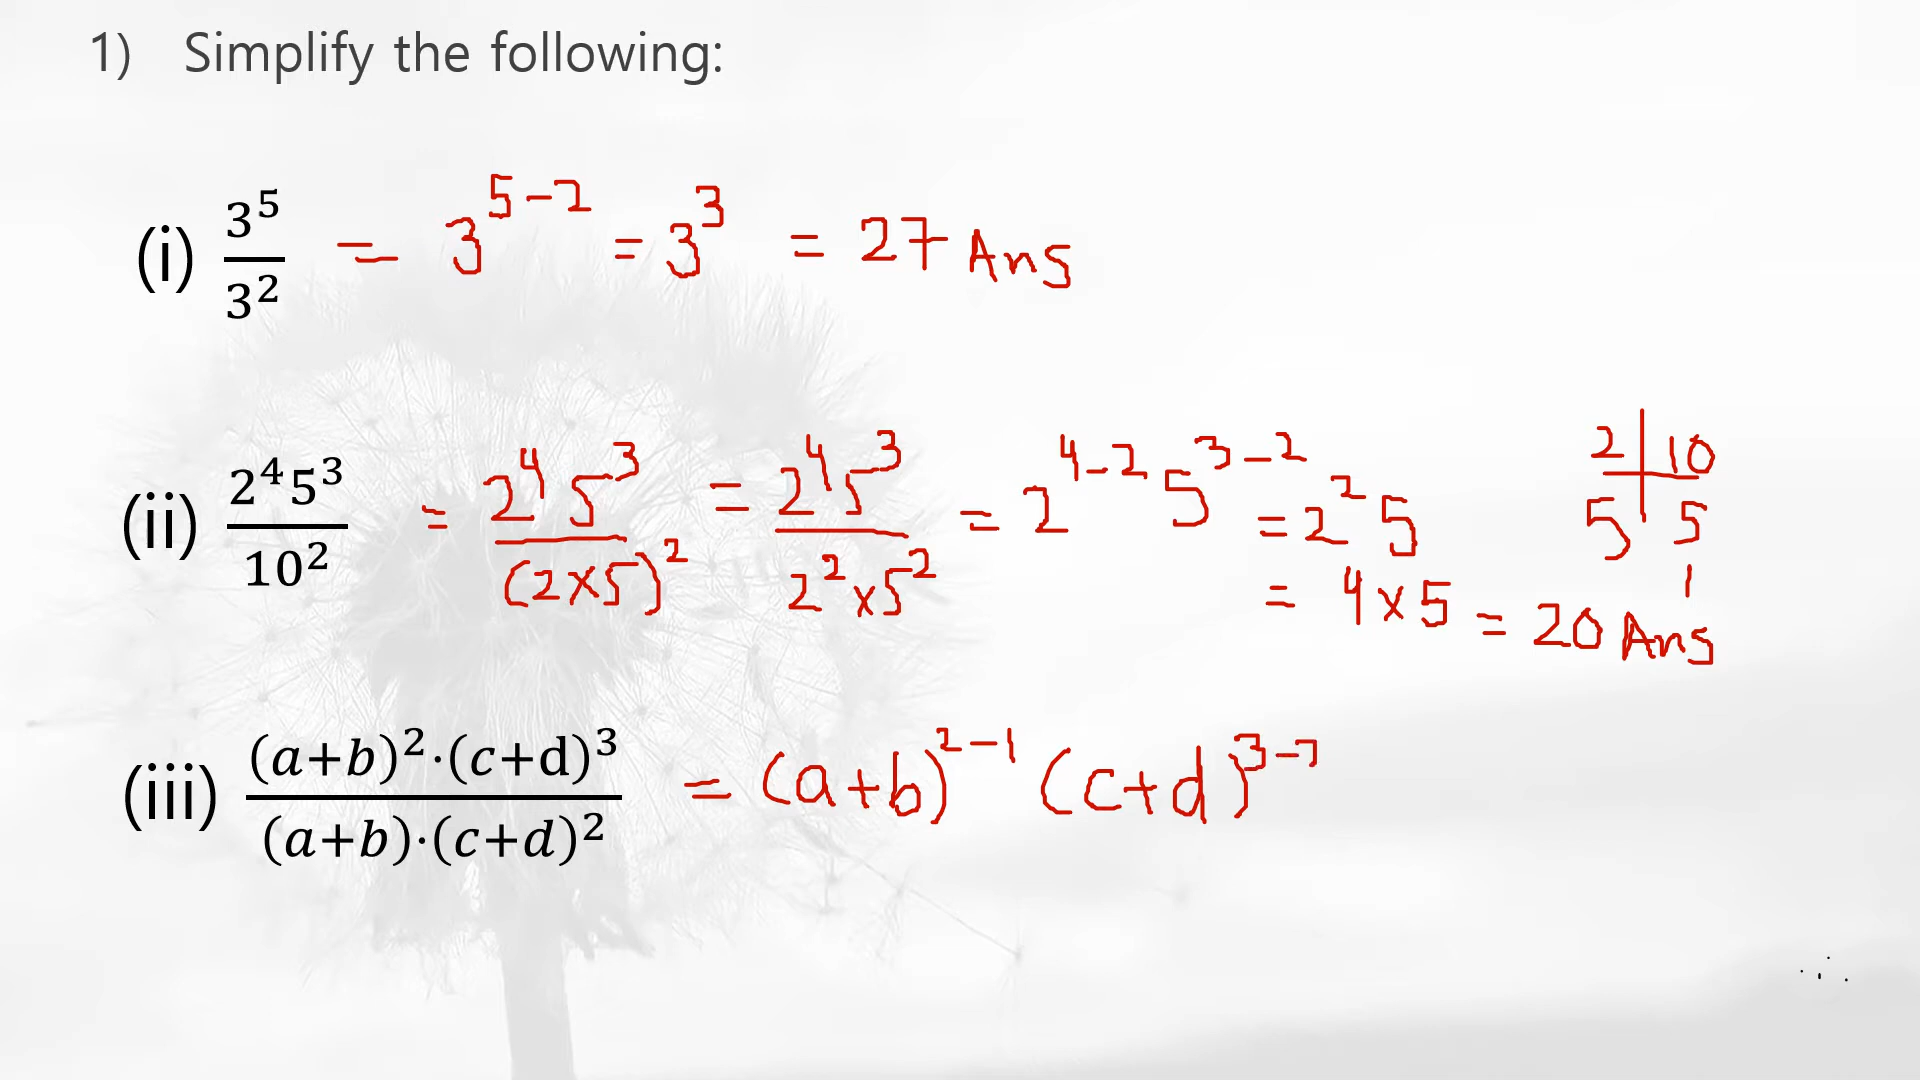 1) Simplify the following:
(i) 3⁵/3² = 3⁵⁻² = 3³ = 27 Ans
(ii) 2⁴5³/10² = 2⁴5³/(2×5)² = 2⁴5³/2²×5² = 2⁴⁻²5³⁻² = 2²5
= 4×5 = 20 Ans
2 | 10
5 | 5
1
(iii) (a+b)²·(c+d)³/(a+b)·(c+d)² = (a+b)²⁻¹(c+d)³⁻